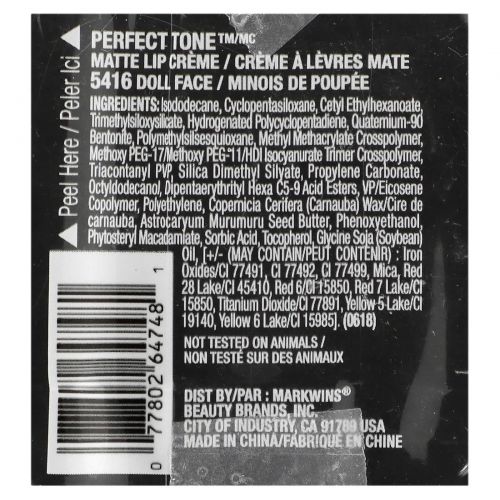 Peel Here / Peler Ici
PERFECT TONE™/MC
MATTE LIP CRÈME / CRÈME À LÈVRES MATE
5416 DOLL FACE / MINOIS DE POUPÉE
INGREDIENTS: Isododecane, Cyclopentasiloxane, Cetyl Ethylhexanoate,
Trimethylsiloxysilicate, Hydrogenated Polycyclopentadiene, Quaternium-90
Bentonite, Polymethylsilsesquioxane, Methyl Methacrylate Crosspolymer,
Methoxy PEG-17/Methoxy PEG-11/HDI Isocyanurate Trimer Crosspolymer,
Triacontanyl PVP, Silica Dimethyl Silylate, Propylene Carbonate,
Octyldodecanol, Dipentaerythrityl Hexa C5-9 Acid Esters, VP/Eicosene
Copolymer, Polyethylene, Copernicia Cerifera (Carnauba) Wax/Cire de
carnauba, Astrocaryum Murumuru Seed Butter, Phenoxyethanol,
Phytosteryl Macadamiate, Sorbic Acid, Tocopherol, Glycine Soja (Soybean)
Oil, [+/- (MAY CONTAIN/PEUT CONTENIR) : Iron
Oxides/CI 77491, CI 77492, CI 77499, Mica, Red
28 Lake/CI 45410, Red 6/CI 15850, Red 7 Lake/CI
15850, Titanium Dioxide/CI 77891, Yellow 5 Lake/CI
19140, Yellow 6 Lake/CI 15985]. (0618)
NOT TESTED ON ANIMALS /
NON TESTÉ SUR DES ANIMAUX
DIST BY/PAR : MARKWINS®
BEAUTY BRANDS, INC.
CITY OF INDUSTRY, CA 91789 USA
MADE IN CHINA/FABRIQUÉ EN CHINE
0 77802 64748 1